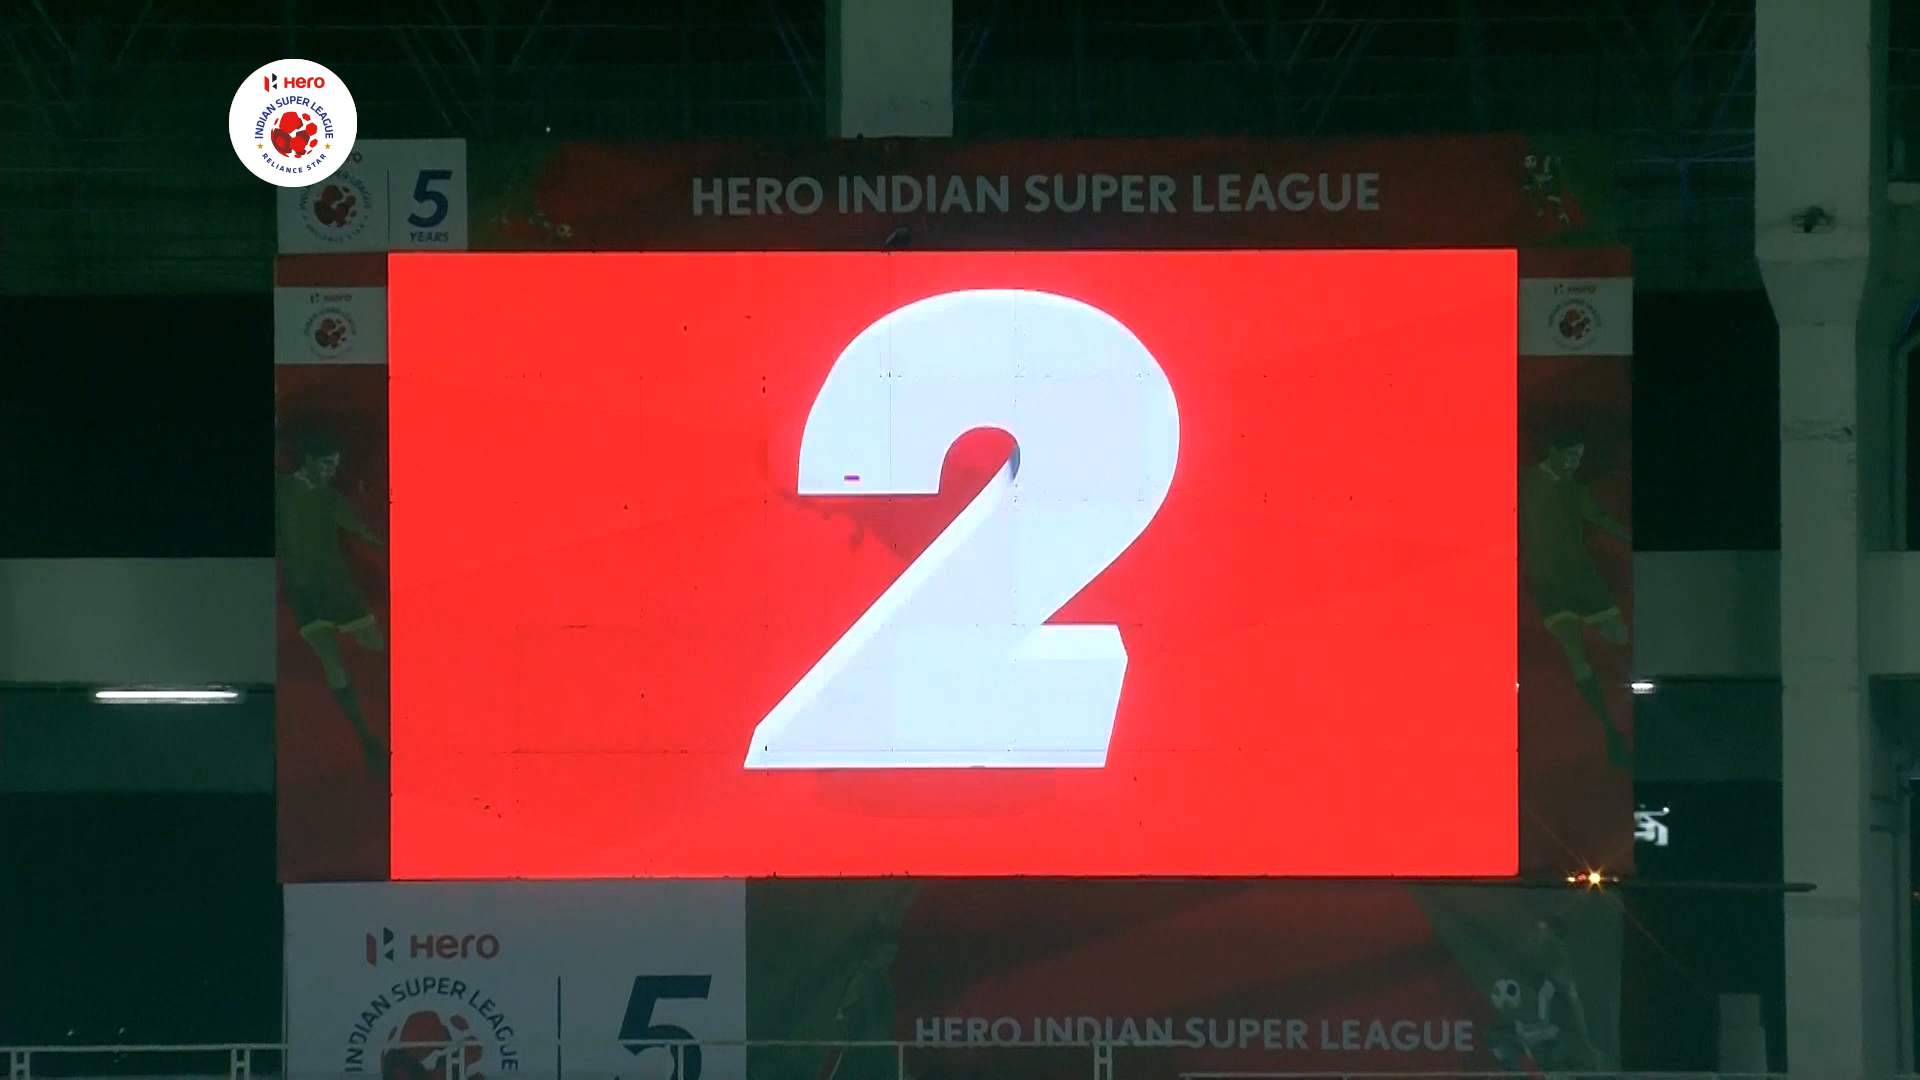 Hero
INDIAN SUPER LEAGUE
RELIANCE STAR
5
YEARS
HERO INDIAN SUPER LEAGUE
Hero
Hero
2
Hero
INDIAN SUPER LEAGUE
5
HERO INDIAN SUPER LEAGUE